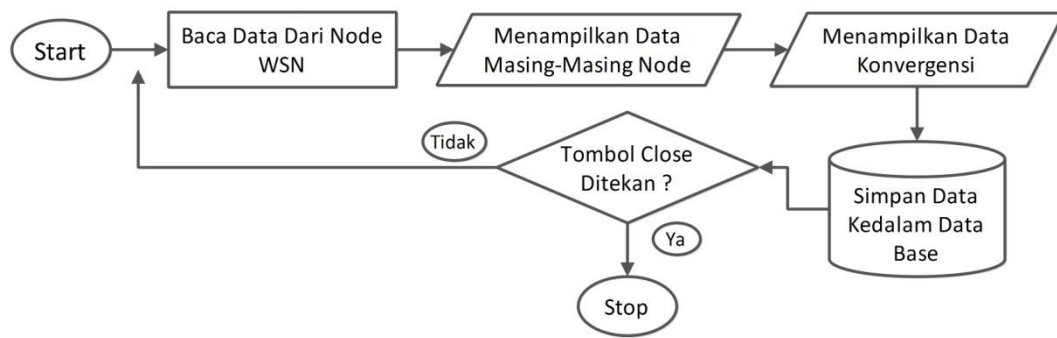 Start
Baca Data Dari Node
WSN
Menampilkan Data
Masing-Masing Node
Menampilkan Data
Konvergensi
Simpan Data
Kedalam Data
Base
Tombol Close
Ditekan ?
Tidak
Ya
Stop